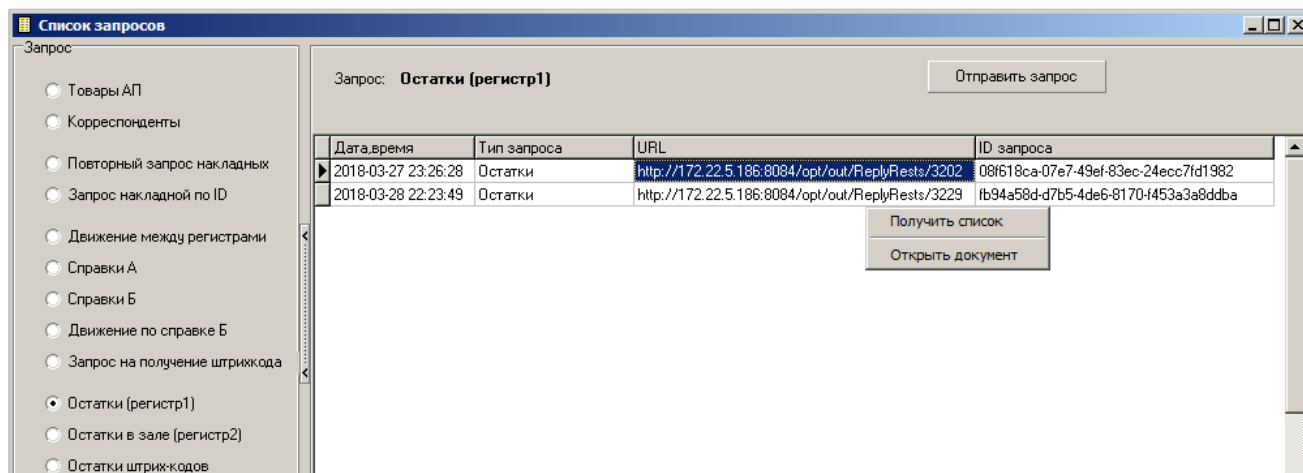 Список запросов
Запрос
Товары АП
Корреспонденты
Повторный запрос накладных
Запрос накладной по ID
Движение между регистрами
Справки А
Справки Б
Движение по справке Б
Запрос на получение штрихкода
Остатки (регистр1)
Остатки в зале (регистр2)
Остатки штрих-кодов
Запрос: Остатки (регистр1)
Отправить запрос
Дата,время Тип запроса URL ID запроса
2018-03-27 23:26:28 Остатки http://172.22.5.186:8084/opt/out/ReplyRests/3202 08f618ca-07e7-49ef-83ec-24ecc7fd1982
2018-03-28 22:23:49 Остатки http://172.22.5.186:8084/opt/out/ReplyRests/3229 fb94a58d-d7b5-4de6-8170-f453a3a8ddba
Получить список
Открыть документ